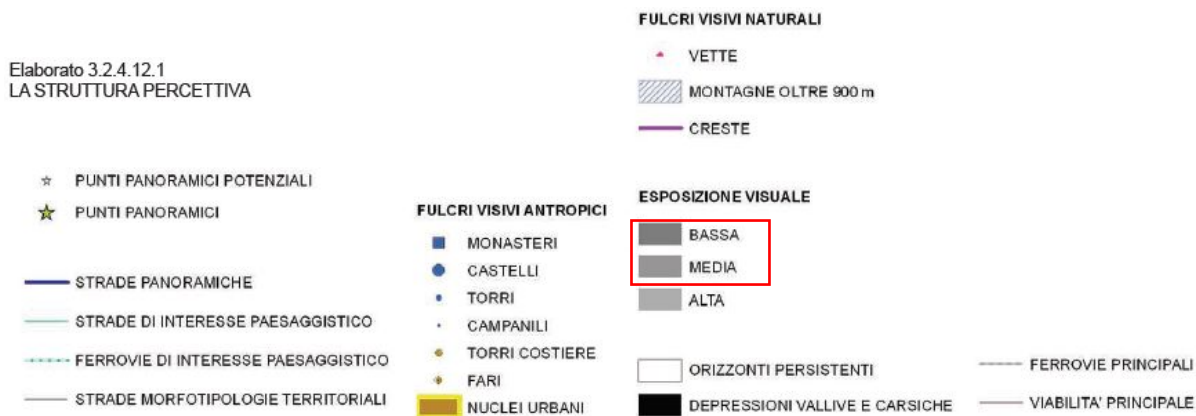 Elaborato 3.2.4.12.1
LA STRUTTURA PERCETTIVA
PUNTI PANORAMICI POTENZIALI
PUNTI PANORAMICI
STRADE PANORAMICHE
STRADE DI INTERESSE PAESAGGISTICO
FERROVIE DI INTERESSE PAESAGGISTICO
STRADE MORFOTIPOLOGIE TERRITORIALI
FULCRI VISIVI ANTROPICI
MONASTERI
CASTELLI
TORRI
CAMPANILI
TORRI COSTIERE
FARI
NUCLEI URBANI
FULCRI VISIVI NATURALI
VETTE
MONTAGNE OLTRE 900 m
CRESTE
ESPOSIZIONE VISUALE
BASSA
MEDIA
ALTA
ORIZZONTI PERSISTENTI
DEPRESSIONI VALLIVE E CARSICHE
FERROVIE PRINCIPALI
VIABILITA' PRINCIPALE